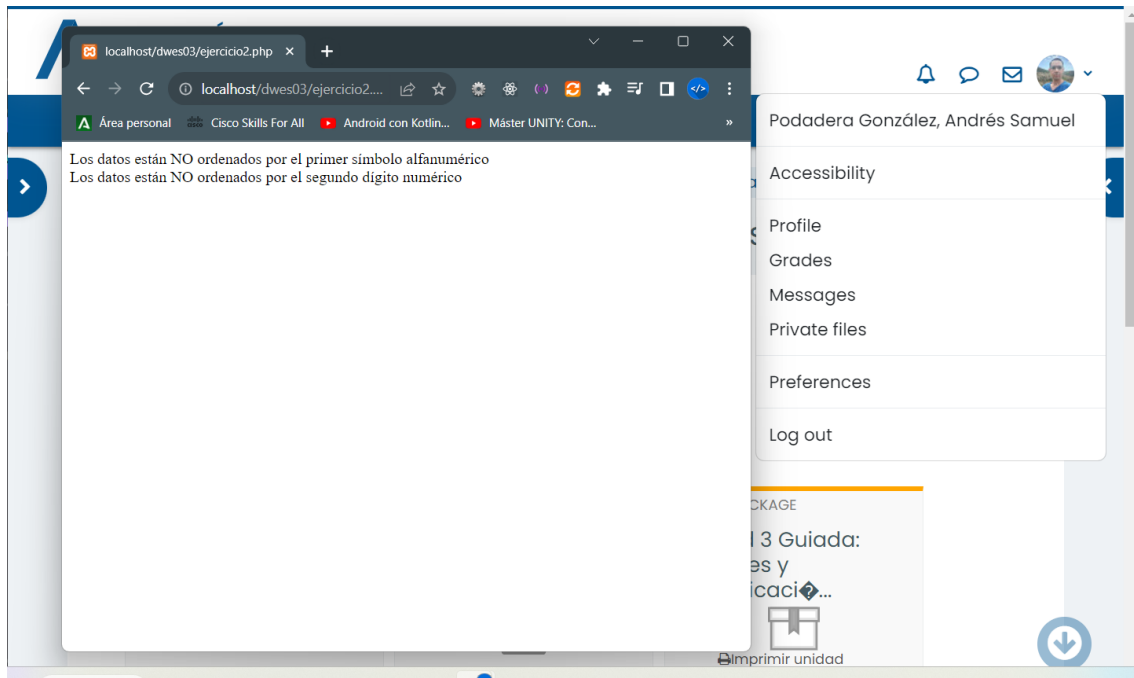 localhost/dwes03/ejercicio2.php
localhost/dwes03/ejercicio2....
Área personal
Cisco Skills For All
Android con Kotlin...
Máster UNITY: Con...
»
Los datos están NO ordenados por el primer símbolo alfanumérico
Los datos están NO ordenados por el segundo dígito numérico
Podadera González, Andrés Samuel
Accessibility
Profile
Grades
Messages
Private files
Preferences
Log out
CKAGE
3 Guiada:
es y
icaci�...
Imprimir unidad